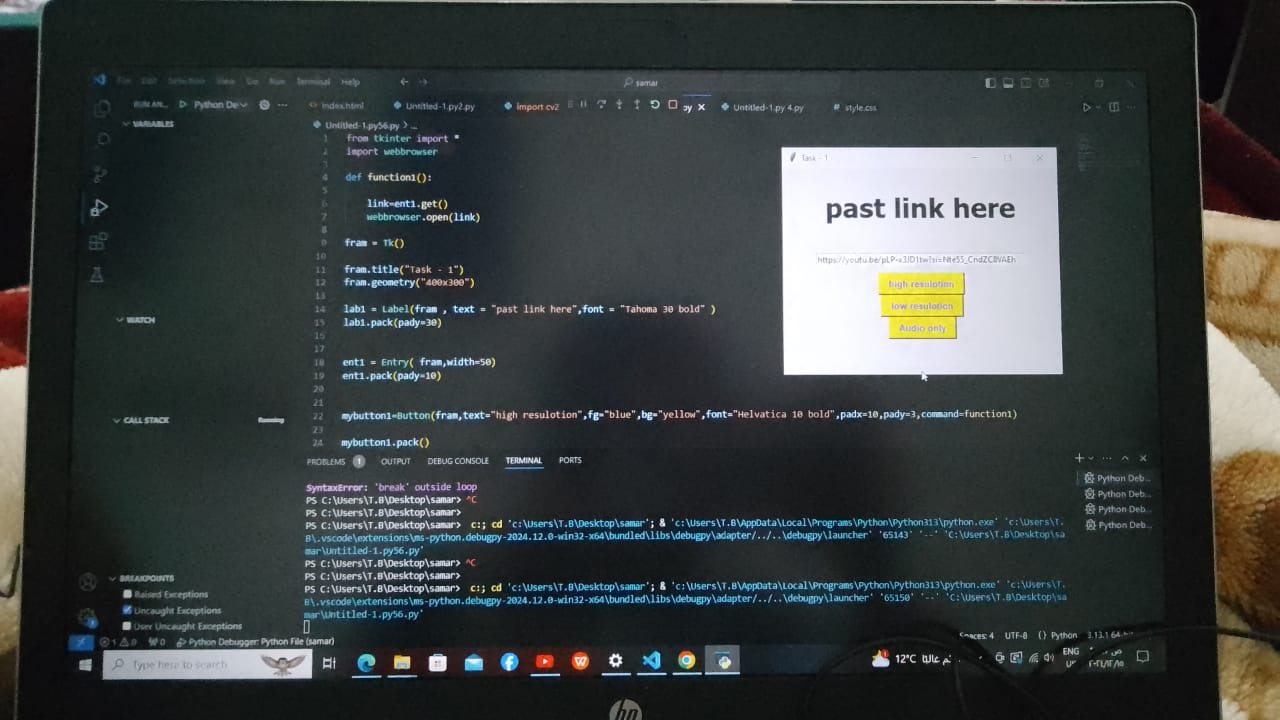 File Edit Selection View Go Run Terminal Help
samar
RUN AN... Python De
index.html
Untitled-1.py2.py
import cv2
py
Untitled-1.py 4.py
style.css
VARIABLES
Untitled-1.py56.py > ...
1 from tkinter import *
2 import webbrowser
3
4 def function1():
6 link=ent1.get()
7 webbrowser.open(link)
8
9 fram = Tk()
10
11 fram.title("Task - 1")
12 fram.geometry("400x300")
13
14 lab1 = Label(fram , text = "past link here",font = "Tahoma 30 bold" )
15 lab1.pack(pady=30)
16
17
18 ent1 = Entry( fram,width=50)
19 ent1.pack(pady=10)
20
21
22 mybutton1=Button(fram,text="high resulotion",fg="blue",bg="yellow",font="Helvatica 10 bold",padx=10,pady=3,command=function1)
23
24 mybutton1.pack()
Task - 1
past link here
high resulotion
low resulotion
Audio only
WATCH
CALL STACK
Running
BREAKPOINTS
Raised Exceptions
Uncaught Exceptions
User Uncaught Exceptions
PROBLEMS 1 OUTPUT DEBUG CONSOLE TERMINAL PORTS
SyntaxError: 'break' outside loop
PS C:\Users\T.B\Desktop\samar> ^C
PS C:\Users\T.B\Desktop\samar>
PS C:\Users\T.B\Desktop\samar> c:; cd 'c:\Users\T.B\Desktop\samar'; & 'c:\Users\T.B\AppData\Local\Programs\Python\Python313\python.exe' 'c:\Users\T.
B\.vscode\extensions\ms-python.debugpy-2024.12.0-win32-x64\bundled\libs\debugpy\adapter/../..\debugpy\launcher' '65143' '--' 'C:\Users\T.B\Desktop\sa
mar\Untitled-1.py56.py'
PS C:\Users\T.B\Desktop\samar> ^C
PS C:\Users\T.B\Desktop\samar>
PS C:\Users\T.B\Desktop\samar> c:; cd 'c:\Users\T.B\Desktop\samar'; & 'c:\Users\T.B\AppData\Local\Programs\Python\Python313\python.exe' 'c:\Users\T.
B\.vscode\extensions\ms-python.debugpy-2024.12.0-win32-x64\bundled\libs\debugpy\adapter/../..\debugpy\launcher' '65150' '--' 'C:\Users\T.B\Desktop\sa
mar\Untitled-1.py56.py'
Python Deb...
Python Deb...
Python Deb...
Python Deb...
1 0 0 Python Debugger: Python File (samar)
Spaces: 4 UTF-8 {} Python 3.13.1 64-bit
Type here to search
12°C
ENG
hp